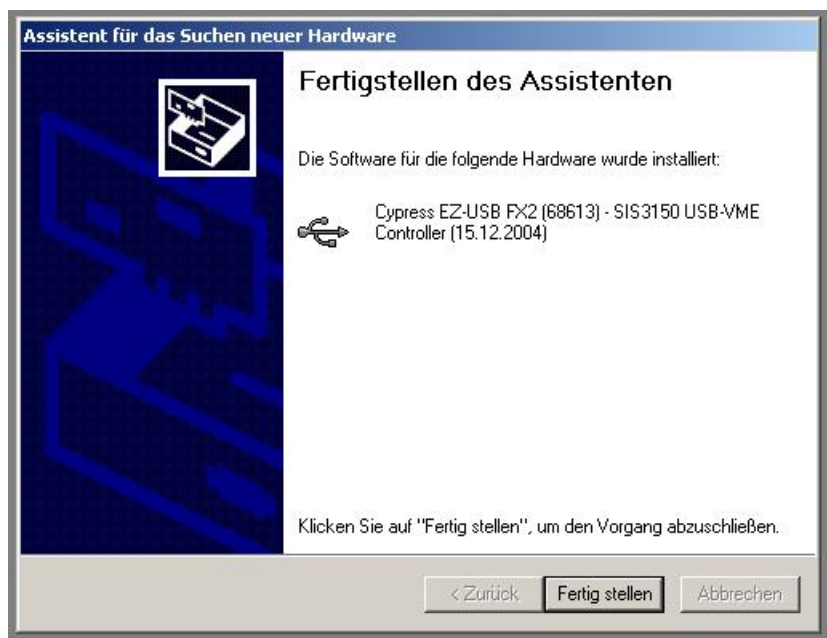 Assistent für das Suchen neuer Hardware
Fertigstellen des Assistenten
Die Software für die folgende Hardware wurde installiert:
Cypress EZ-USB FX2 (68613) - SIS3150 USB-VME
Controller (15.12.2004)
Klicken Sie auf "Fertig stellen", um den Vorgang abzuschließen.
< Zurück
Fertig stellen
Abbrechen